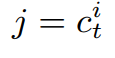 $j = c_t^i$